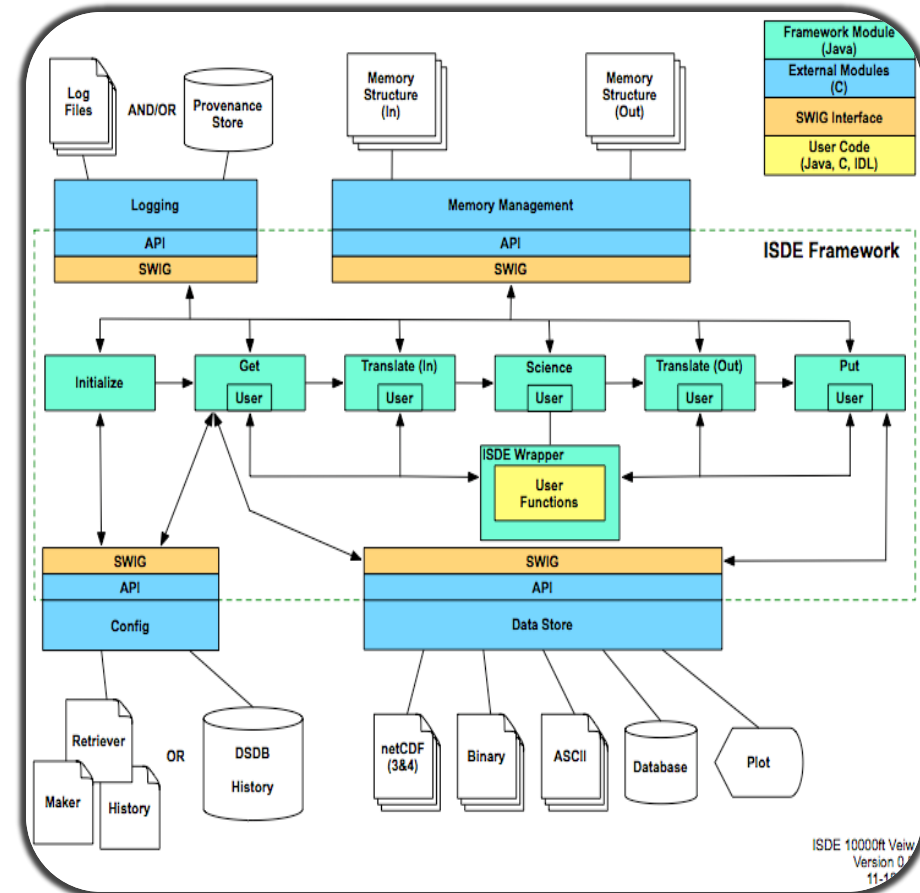 Framework Module
(Java)
External Modules
(C)
SWIG Interface
User Code
(Java, C, IDL)
Log
Files
AND/OR
Provenance
Store
Memory
Structure
(In)
Memory
Structure
(Out)
Logging
API
SWIG
Memory Management
API
SWIG
ISDE Framework
Initialize
Get
User
Translate (In)
User
Science
User
Translate (Out)
User
Put
User
ISDE Wrapper
User
Functions
SWIG
API
Config
SWIG
API
Data Store
Retriever
Maker
History
OR
DSDB
History
netCDF
(3&4)
Binary
ASCII
Database
Plot
ISDE 10000ft Veiw
Version